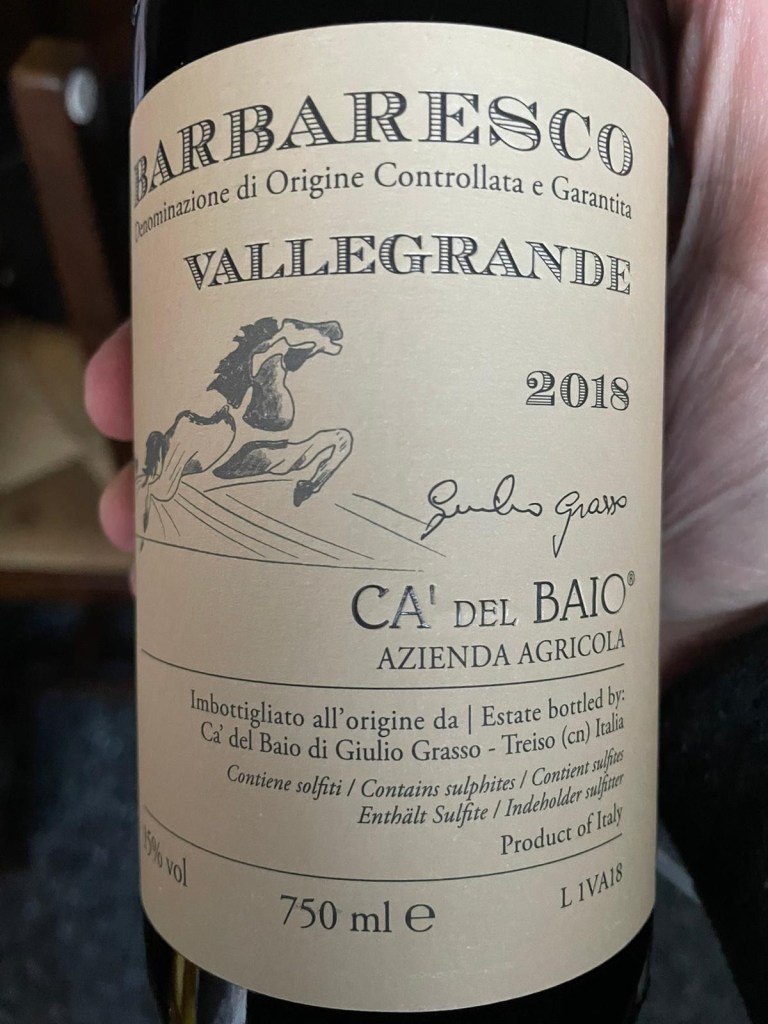 BARBARESCO
Denominazione di Origine Controllata e Garantita
VALLEGRANDE
2018
Giulio Grasso
CA' DEL BAIO®
AZIENDA AGRICOLA
Imbottigliato all'origine da | Estate bottled by:
Ca' del Baio di Giulio Grasso - Treiso (cn) Italia
Contiene solfiti / Contains sulphites / Contient sulfites
Enthält Sulfite / Indeholder sulfitter
Product of Italy
15% vol
750 ml e
L 1VA18